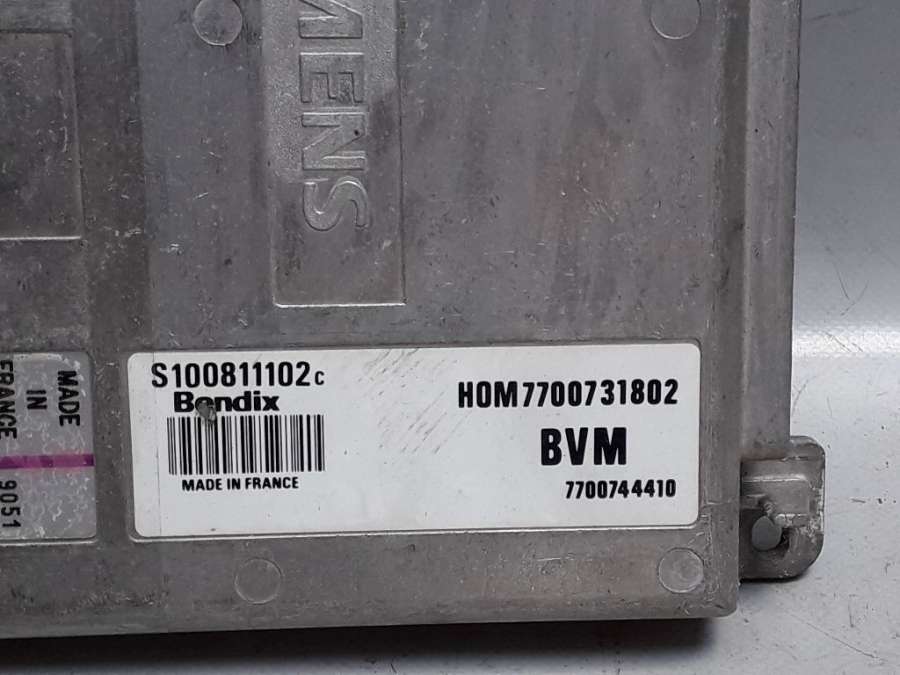 MENS
MADE
IN
FRANCE 9051
S100811102c
Bendix
MADE IN FRANCE
HOM7700731802
BVM
7700744410